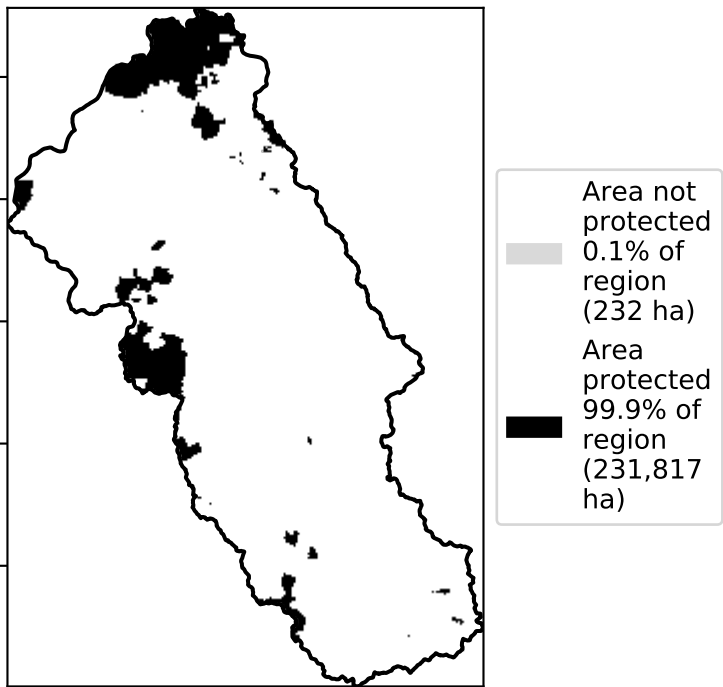 Area not
protected
0.1% of
region
(232 ha)
Area
protected
99.9% of
region
(231,817
ha)